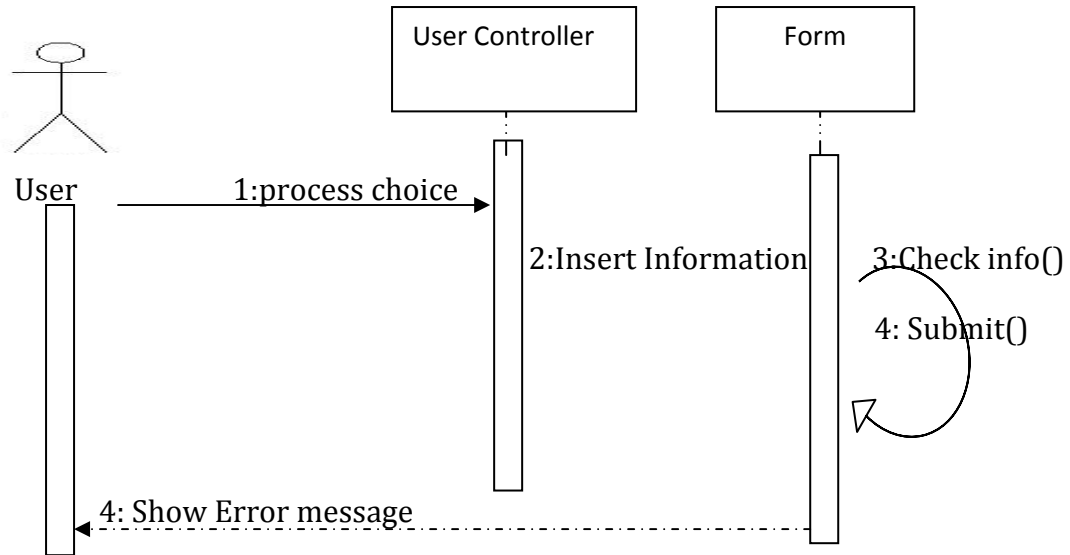 User Controller
Form
User
1:process choice
2:Insert Information
3:Check info()
4: Submit()
4: Show Error message